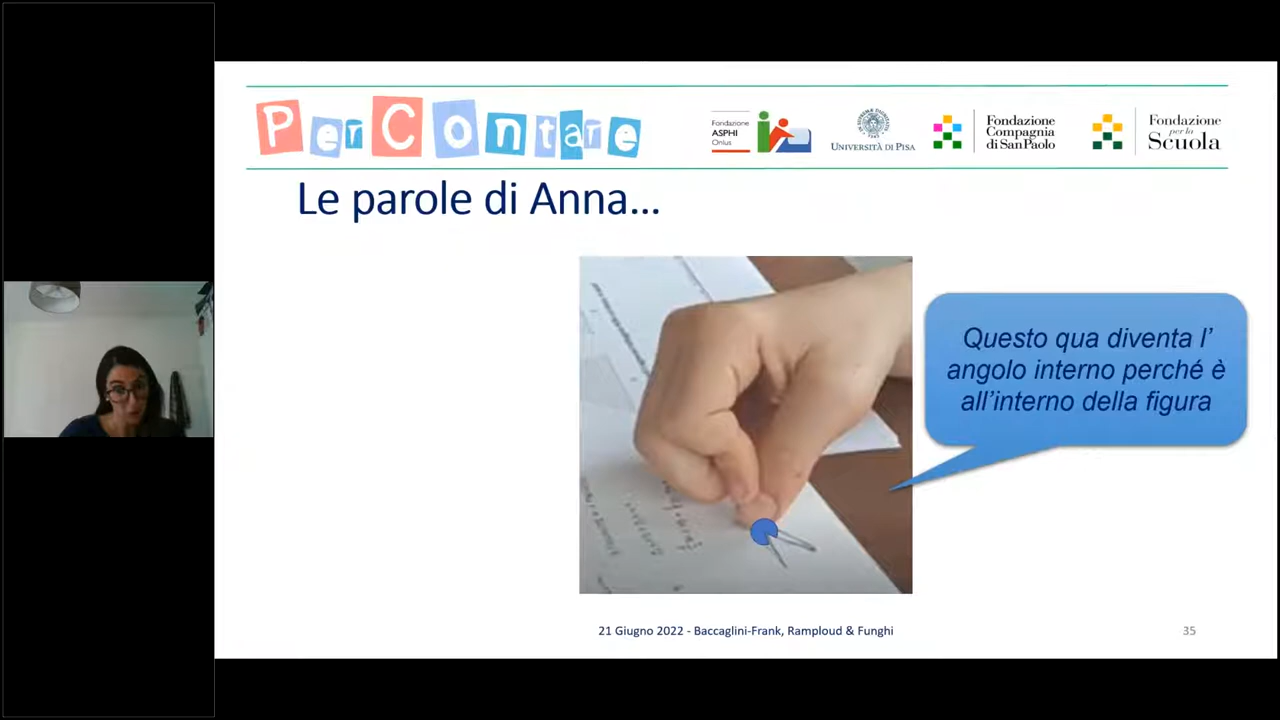 PerContare
Fondazione
ASPHI
Onlus
UNIVERSITÀ DI PISA
Fondazione
Compagnia
di San Paolo
Fondazione
per la
Scuola
Le parole di Anna...
Questo qua diventa l'
angolo interno perché è
all'interno della figura
21 Giugno 2022 - Baccaglini-Frank, Ramploud & Funghi
35